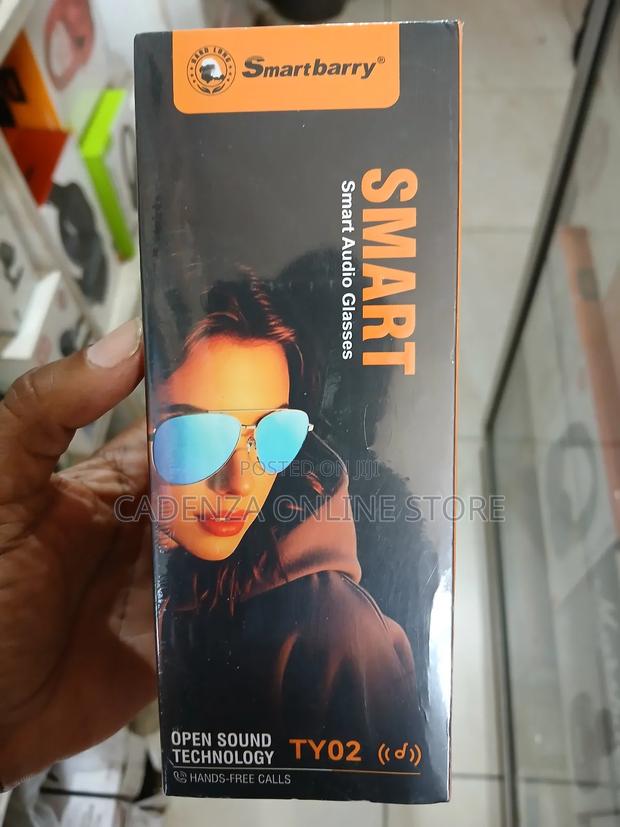 Smartbarry®
SMART
Smart Audio Glasses
POSTED ON JIJI
CADENZA ONLINE STORE
OPEN SOUND
TECHNOLOGY
TY02
HANDS-FREE CALLS